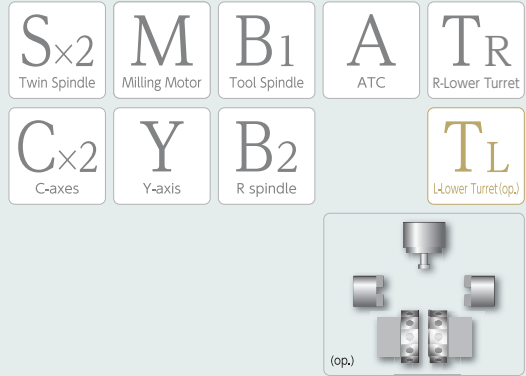 S×2 M B1 A TR
Twin Spindle Milling Motor Tool Spindle ATC R-Lower Turret
C×2 Y B2 TL
C-axes Y-axis R spindle L-Lower Turret (op.)
(op.)